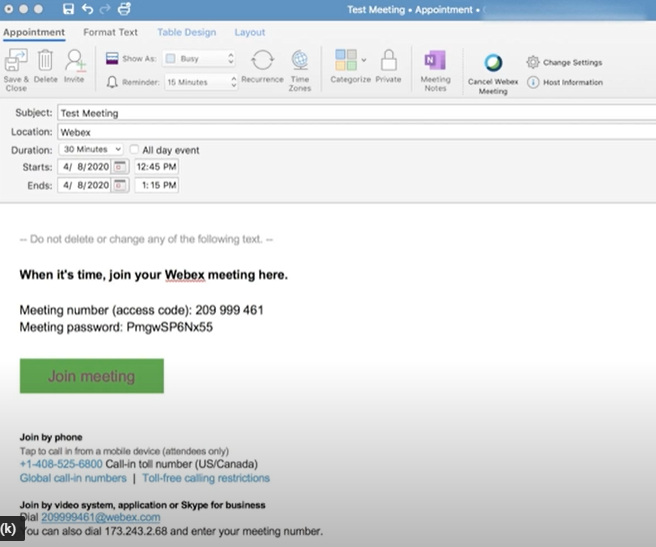 Test Meeting • Appointment •
Appointment Format Text Table Design Layout
Save & Close Delete Invite Show As: Busy Reminder: 15 Minutes Recurrence Time Zones Categorize Private Meeting Notes Cancel Webex Meeting Change Settings Host Information
Subject: Test Meeting
Location: Webex
Duration: 30 Minutes All day event
Starts: 4/ 8/2020 12:45 PM
Ends: 4/ 8/2020 1:15 PM
-- Do not delete or change any of the following text. --
When it's time, join your Webex meeting here.
Meeting number (access code): 209 999 461
Meeting password: PmgwSP6Nx55
Join meeting
Join by phone
Tap to call in from a mobile device (attendees only)
+1-408-525-6800 Call-in toll number (US/Canada)
Global call-in numbers | Toll-free calling restrictions
Join by video system, application or Skype for business
Dial 209999461@webex.com
(k)
You can also dial 173.243.2.68 and enter your meeting number.